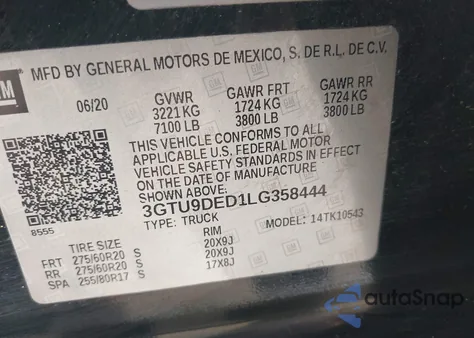 GM
MFD BY GENERAL MOTORS DE MEXICO, S. DE R.L. DE C.V.
06/20 GVWR GAWR FRT GAWR RR
3221 KG 1724 KG 1724 KG
7100 LB 3800 LB 3800 LB
THIS VEHICLE CONFORMS TO ALL
APPLICABLE U.S. FEDERAL MOTOR
VEHICLE SAFETY STANDARDS IN EFFECT
ON THE DATE OF MANUFACTURE
SHOWN ABOVE.
3GTU9DED1LG358444
8555
TYPE: TRUCK MODEL: 14TK10543
TIRE SIZE RIM
FRT 275/60R20 S 20X9J
RR 275/60R20 S 20X9J
SPA 255/80R17 S 17X8J
autoSnap